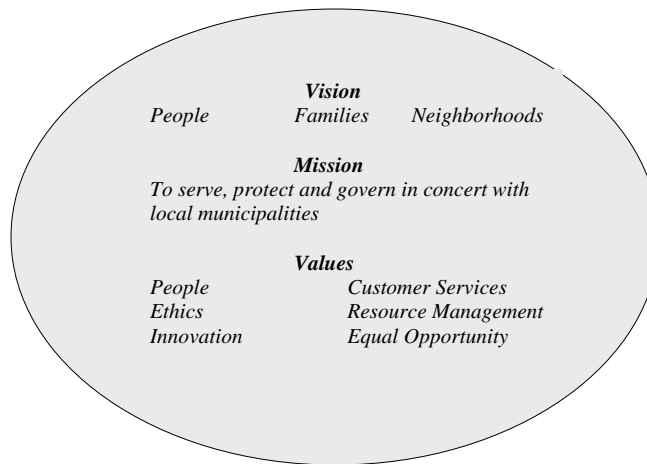 Vision
People Families Neighborhoods
Mission
To serve, protect and govern in concert with
local municipalities
Values
People Customer Services
Ethics Resource Management
Innovation Equal Opportunity